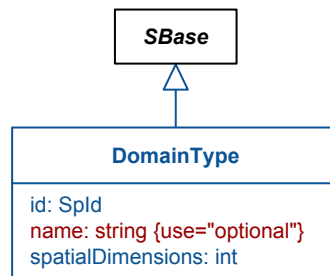 SBase
DomainType
id: SpId
name: string {use="optional"}
spatialDimensions: int